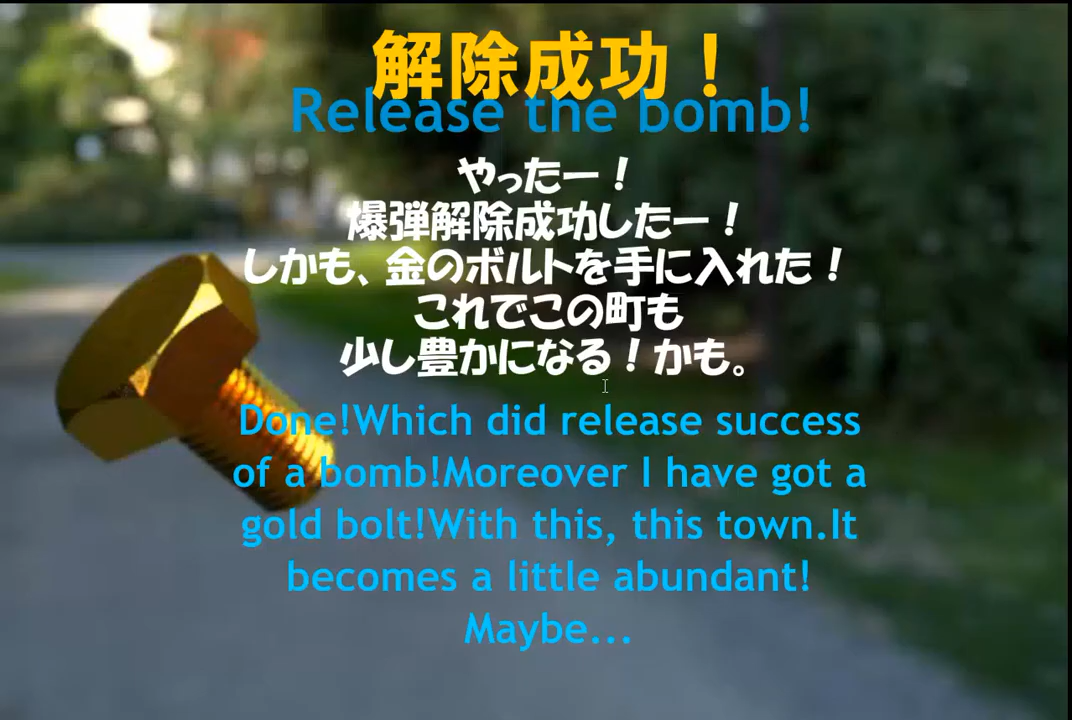 解除成功！
Release the bomb!
やったー！
爆弾解除成功したー！
しかも、金のボルトを手に入れた！
これでこの町も
少し豊かになる！かも。
Done!Which did release success
of a bomb!Moreover I have got a
gold bolt!With this, this town.It
becomes a little abundant!
Maybe...